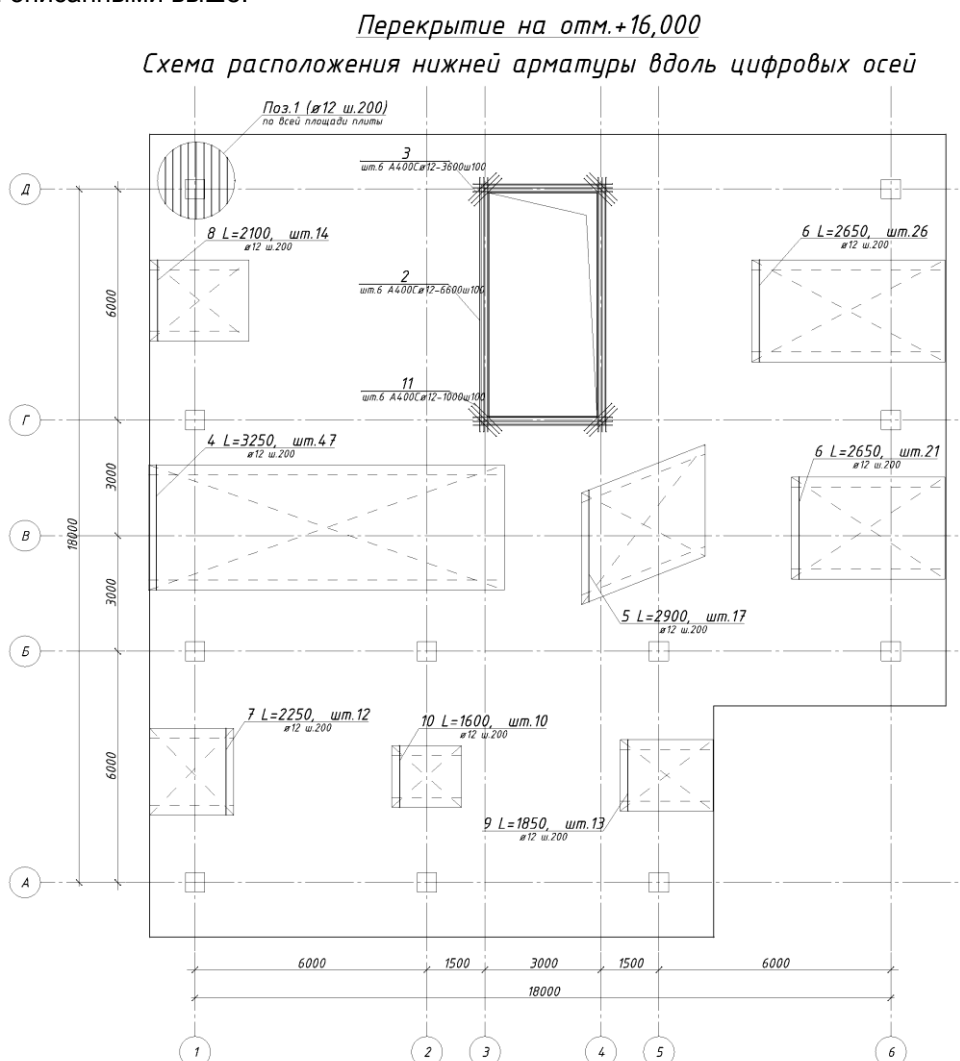 описанными выше.
Перекрытие на отм.+16,000
Схема расположения нижней арматуры вдоль цифровых осей
Поз.1 (ø12 ш.200)
по всей площади плиты
3
шт.6 А400Сø12-3600ш100
Д
8 L=2100, шт.14
ø12 ш.200
6 L=2650, шт.26
ø12 ш.200
2
шт.6 А400Сø12-6600ш100
6000
11
шт.6 А400Сø12-1000ш100
Г
4 L=3250, шт.47
ø12 ш.200
6 L=2650, шт.21
ø12 ш.200
3000
18000
В
3000
5 L=2900, шт.17
ø12 ш.200
Б
7 L=2250, шт.12
ø12 ш.200
10 L=1600, шт.10
ø12 ш.200
6000
9 L=1850, шт.13
ø12 ш.200
А
6000 1500 3000 1500 6000
18000
1 2 3 4 5 6